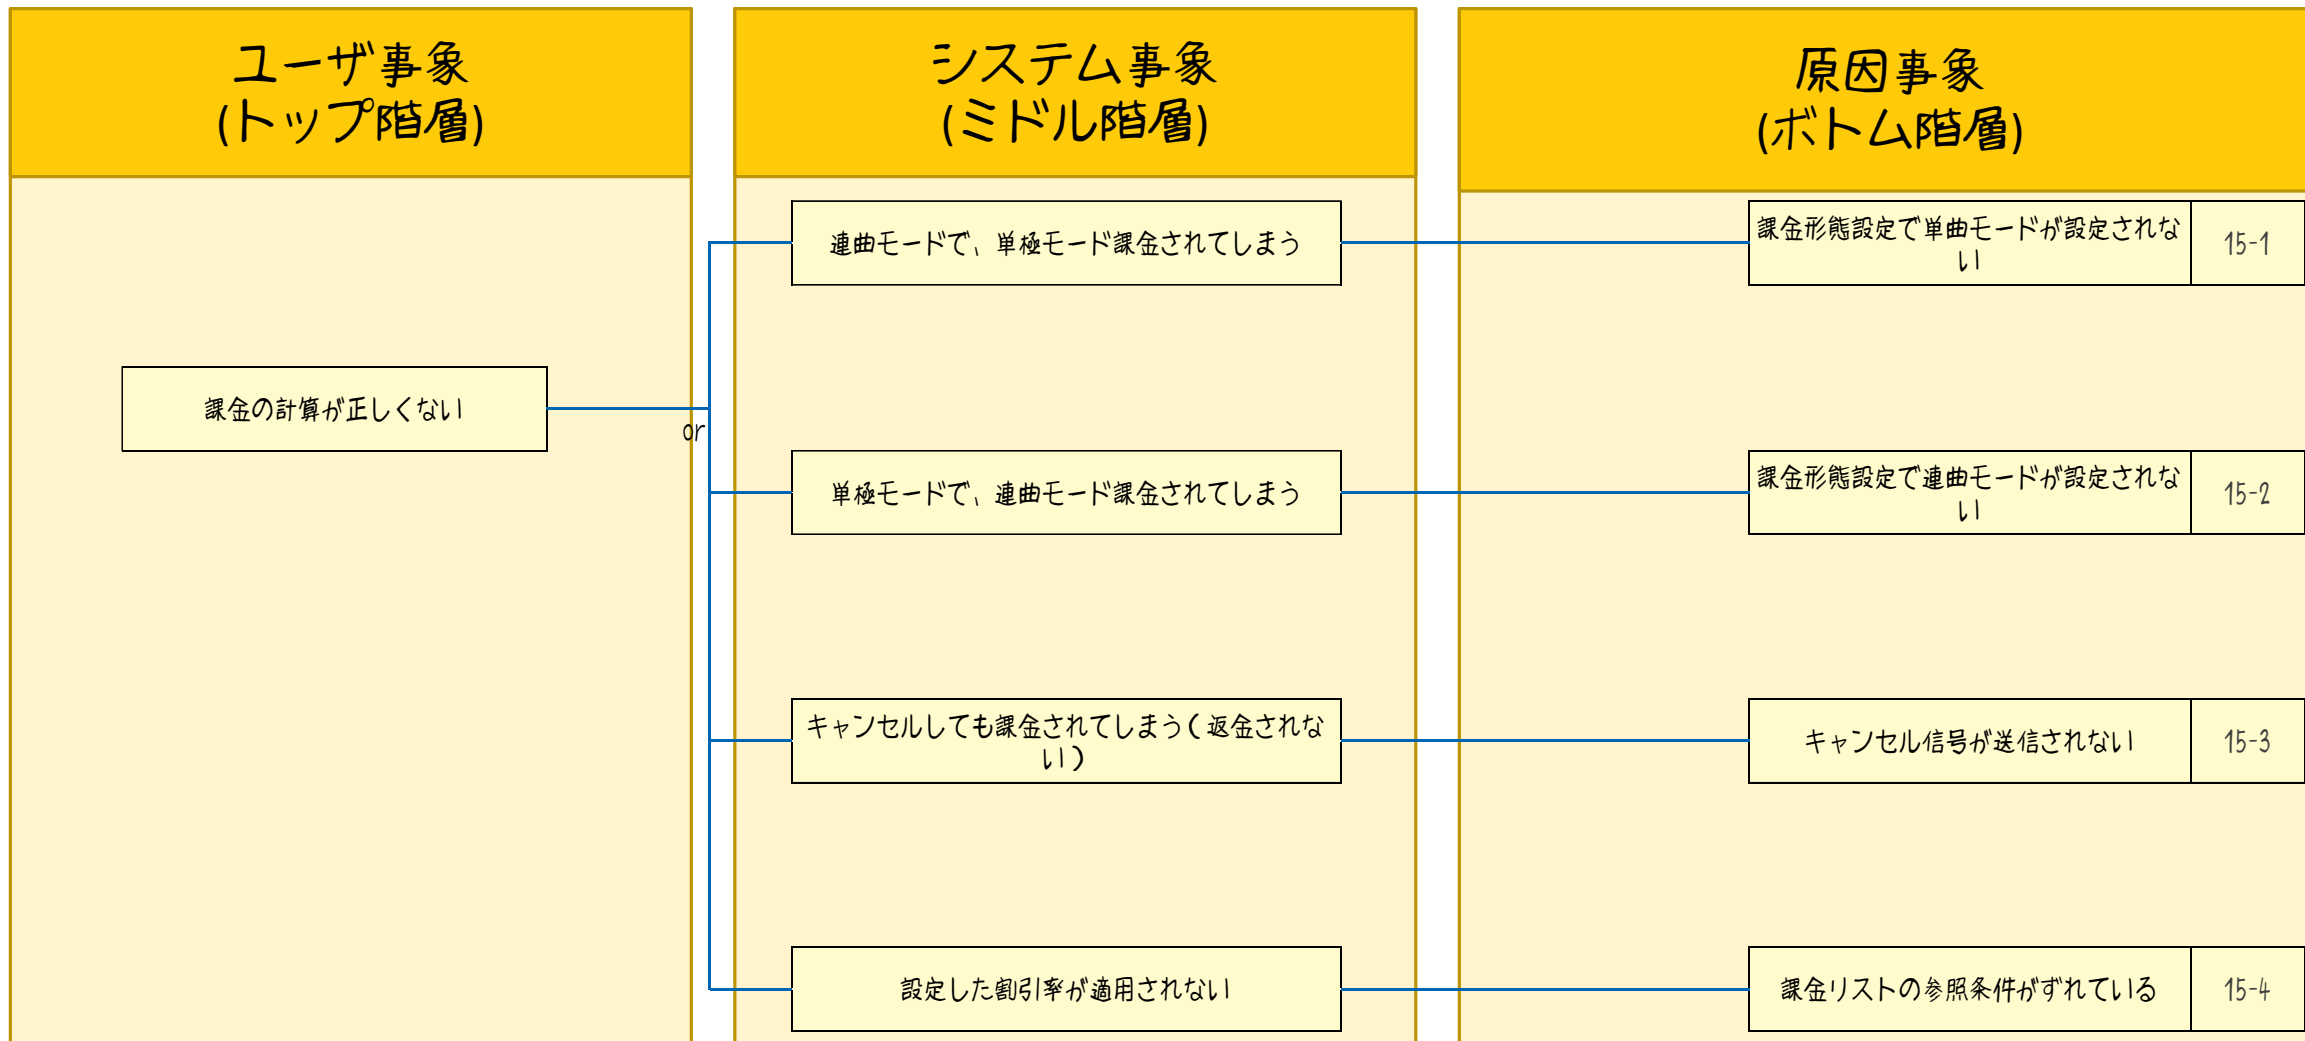 ユーザ事象
(トップ階層)
システム事象
(ミドル階層)
原因事象
(ボトム階層)
連曲モードで、単極モード課金されてしまう
課金形態設定で単曲モードが設定されな
い
15-1
課金の計算が正しくない
or
単極モードで、連曲モード課金されてしまう
課金形態設定で連曲モードが設定されな
い
15-2
キャンセルしても課金されてしまう(返金されな
い)
キャンセル信号が送信されない
15-3
設定した割引率が適用されない
課金リストの参照条件がずれている
15-4